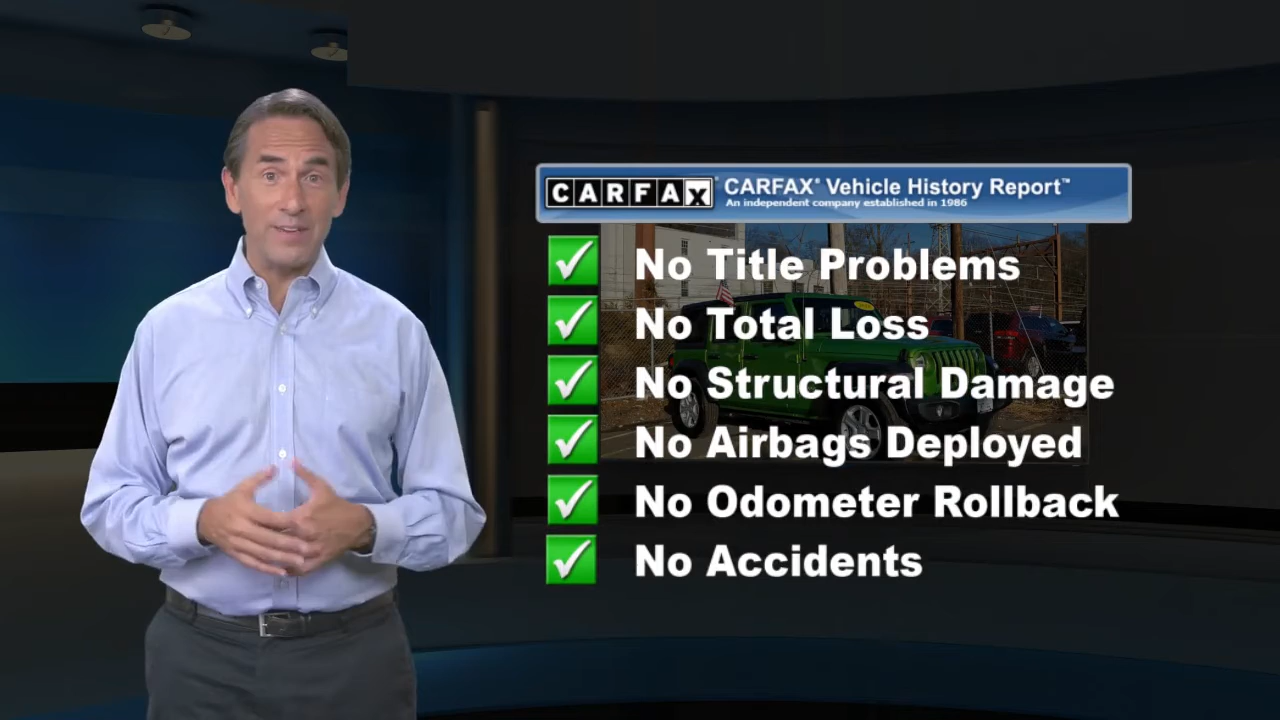 CARFAX® CARFAX® Vehicle History Report™
An independent company established in 1986
No Title Problems
No Total Loss
No Structural Damage
No Airbags Deployed
No Odometer Rollback
No Accidents